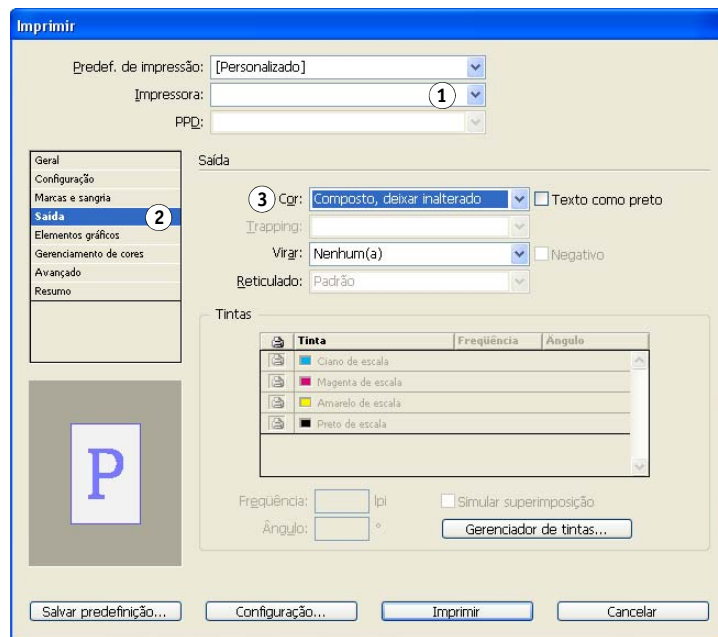 Imprimir
Predef. de impressão: [Personalizado]
Impressora: 1
PPD:
Geral
Configuração
Marcas e sangria
Saída 2
Elementos gráficos
Gerenciamento de cores
Avançado
Resumo
Saída
3 Cor: Composto, deixar inalterado Texto como preto
Trapping:
Virar: Nenhum(a) Negativo
Reticulado: Padrão
Tintas
Tinta Freqüência Ângulo
Ciano de escala
Magenta de escala
Amarelo de escala
Preto de escala
P
Freqüência: lpi Simular superimposição
Ângulo: ° Gerenciador de tintas...
Salvar predefinição... Configuração... Imprimir Cancelar